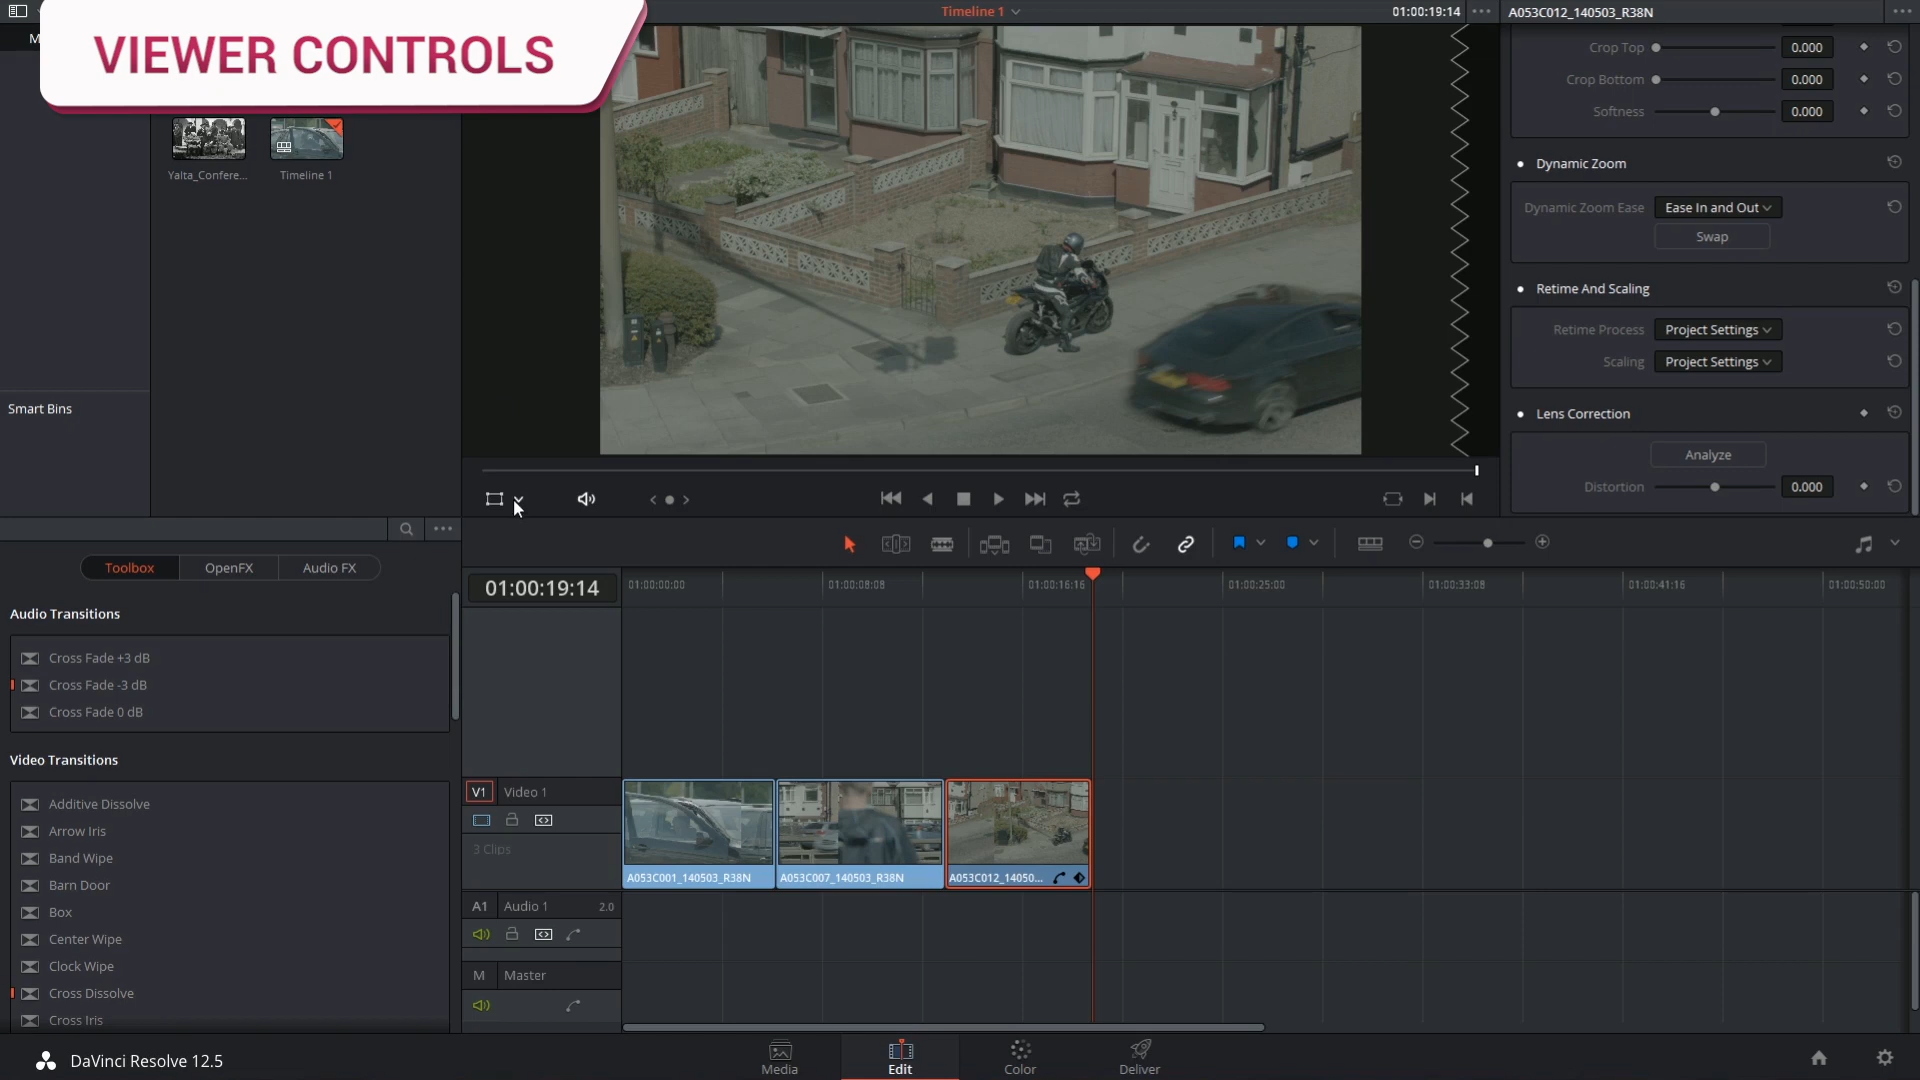 VIEWER CONTROLS
Timeline 1
01:00:19:14
A053C012_140503_R38N
M
Yalta_Confere...
Timeline 1
Smart Bins
Crop Top
0.000
Crop Bottom
0.000
Softness
0.000
Dynamic Zoom
Dynamic Zoom Ease
Ease In and Out
Swap
Retime And Scaling
Retime Process
Project Settings
Scaling
Project Settings
Lens Correction
Analyze
Distortion
0.000
Toolbox
OpenFX
Audio FX
Audio Transitions
Cross Fade +3 dB
Cross Fade -3 dB
Cross Fade 0 dB
Video Transitions
Additive Dissolve
Arrow Iris
Band Wipe
Barn Door
Box
Center Wipe
Clock Wipe
Cross Dissolve
Cross Iris
01:00:19:14
01:00:00:00
01:00:08:08
01:00:16:16
01:00:25:00
01:00:33:08
01:00:41:16
01:00:50:00
V1
Video 1
3 Clips
A053C001_140503_R38N
A053C007_140503_R38N
A053C012_14050...
A1
Audio 1
2.0
M
Master
DaVinci Resolve 12.5
Media
Edit
Color
Deliver